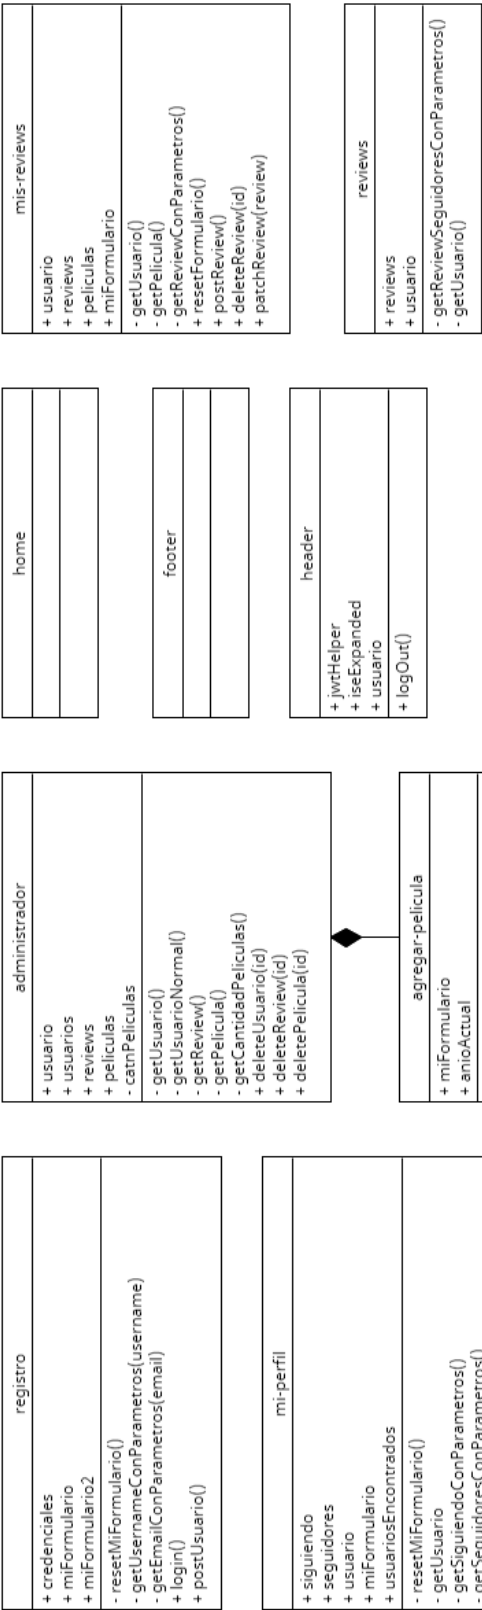 registro
+ credenciales
+ miFormulario
+ miFormulario2
- resetMiFormulario()
- getUsernameConParametros(username)
- getEmailConParametros(email)
+ login()
+ postUsuario()
administrador
+ usuario
+ usuarios
+ reviews
+ peliculas
- catnPeliculas
- getUsuario()
- getUsuarioNormal()
- getReview()
- getPelicula()
- getCantidadPeliculas()
+ deleteUsuario(id)
+ deleteReview(id)
+ deletePelicula(id)
home
mis-reviews
+ usuario
+ reviews
+ peliculas
+ miFormulario
- getUsuario()
- getPelicula()
- getReviewConParametros()
+ resetFormulario()
+ postReview()
+ deleteReview(id)
+ patchReview(review)
footer
mi-perfil
+ siguiendo
+ seguidores
+ usuario
+ miFormulario
+ usuariosEncontrados
- resetMiFormulario()
- getUsuario
- getSiguiendoConParametros()
- getSeguidoresConParametros()
header
+ jwtHelper
+ iseExpanded
+ usuario
+ logOut()
reviews
+ reviews
+ usuario
- getReviewSeguidoresConParametros()
- getUsuario()
agregar-pelicula
+ miFormulario
+ anioActual